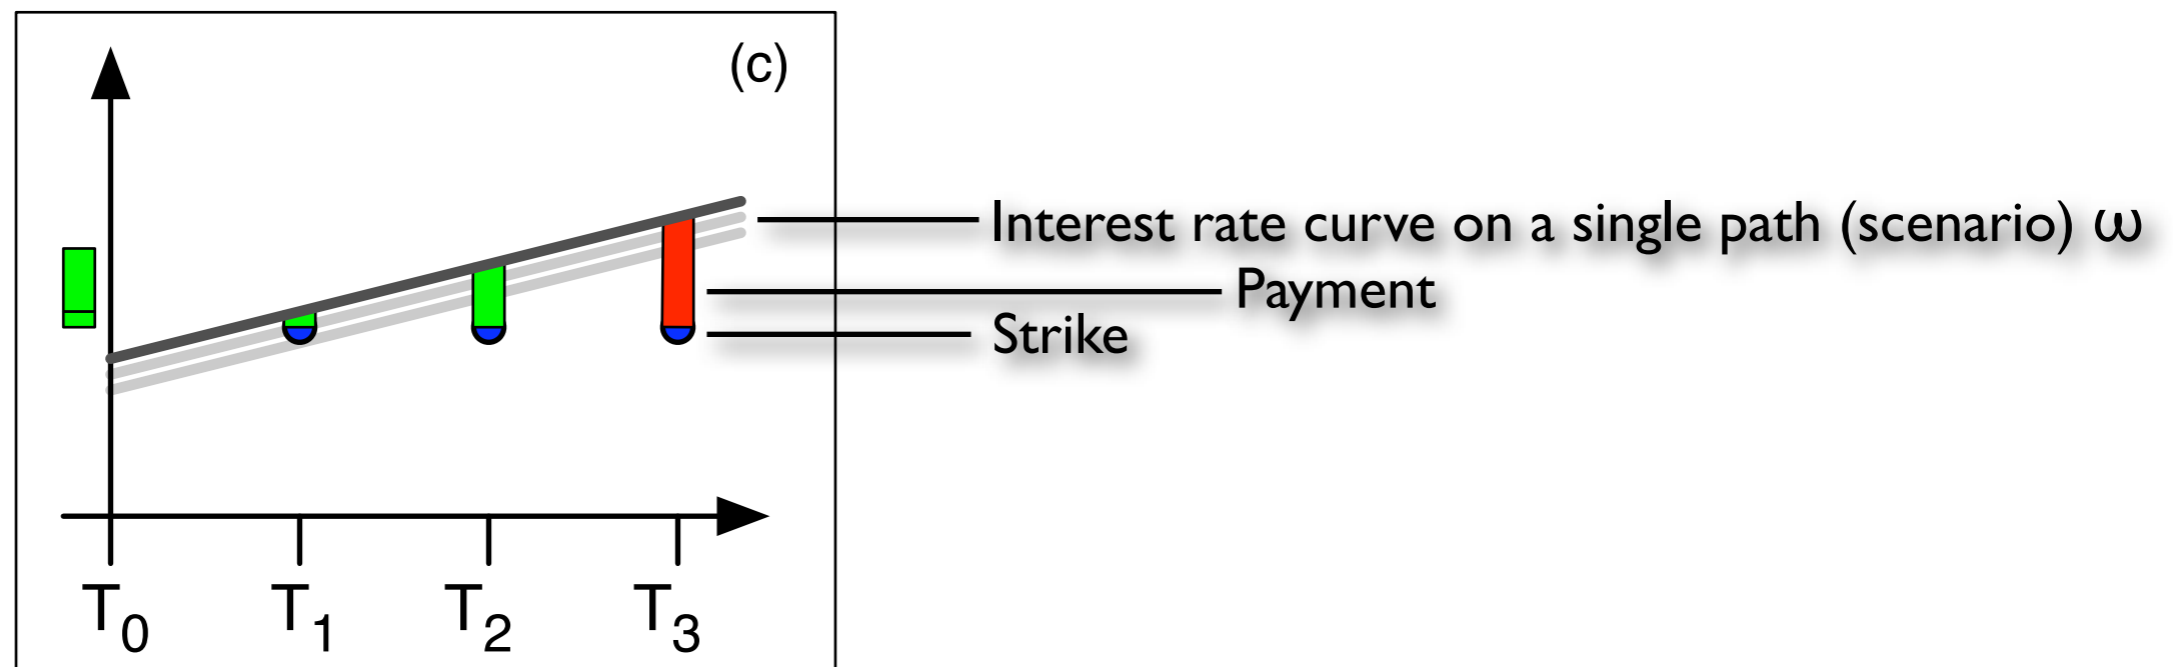 (c)
Interest rate curve on a single path (scenario) ω
Payment
Strike
T0 T1 T2 T3